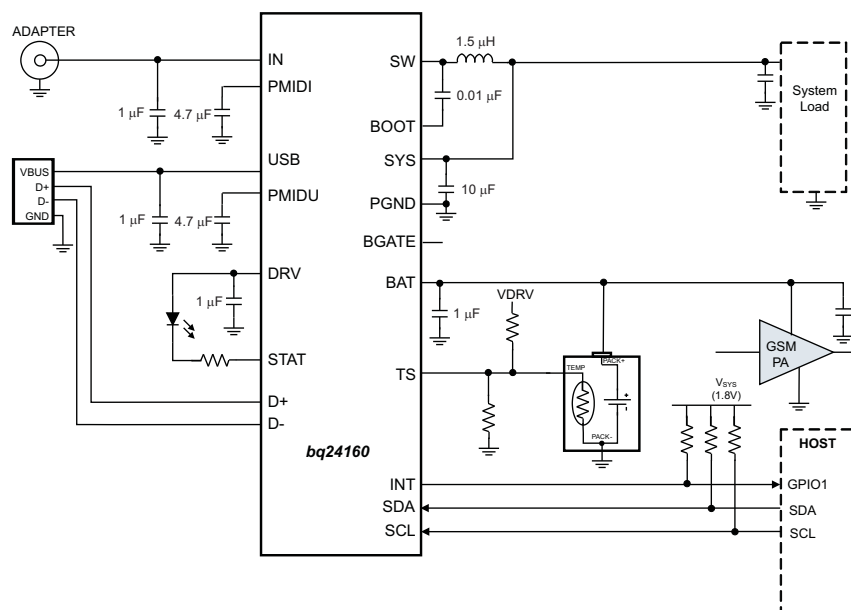 ADAPTER
IN
PMIDI
1 μF
4.7 μF
VBUS
D+
D-
GND
USB
PMIDU
1 μF
4.7 μF
DRV
1 μF
STAT
D+
D-
bq24160
SW
1.5 μH
0.01 μF
BOOT
SYS
10 μF
PGND
BGATE
BAT
1 μF
VDRV
TS
TEMP
PACK+
+
-
PACK-
System
Load
GSM
PA
VSYS
(1.8V)
HOST
INT
GPIO1
SDA
SDA
SCL
SCL